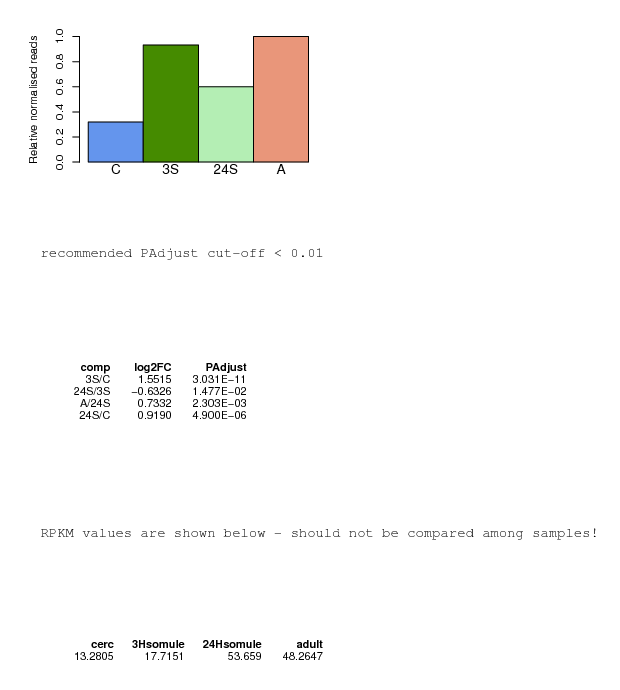 Relative normalised reads
1.0
0.8
0.6
0.4
0.2
0.0
C 3S 24S A
recommended PAdjust cut-off < 0.01
comp log2FC PAdjust
3S/C 1.5515 3.031E−11
24S/3S −0.6326 1.477E−02
A/24S 0.7332 2.303E−03
24S/C 0.9190 4.900E−06
RPKM values are shown below - should not be compared among samples!
cerc 3Hsomule 24Hsomule adult
13.2805 17.7151 53.659 48.2647